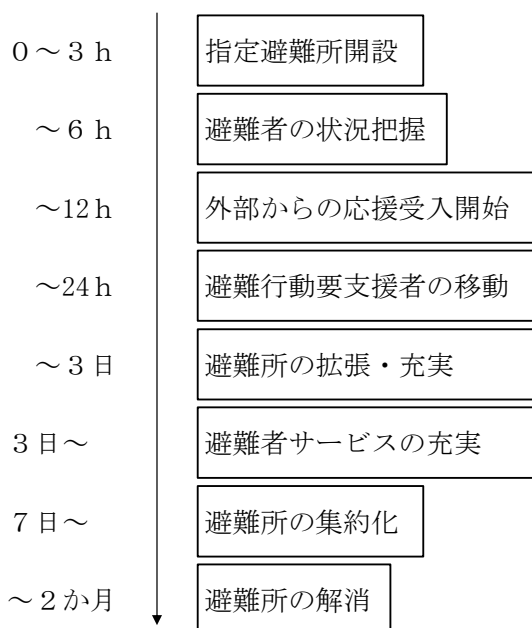 ０～３ｈ 指定避難所開設
～６ｈ 避難者の状況把握
～12ｈ 外部からの応援受入開始
～24ｈ 避難行動要支援者の移動
～３日 避難所の拡張・充実
３日～ 避難者サービスの充実
７日～ 避難所の集約化
～２か月 避難所の解消